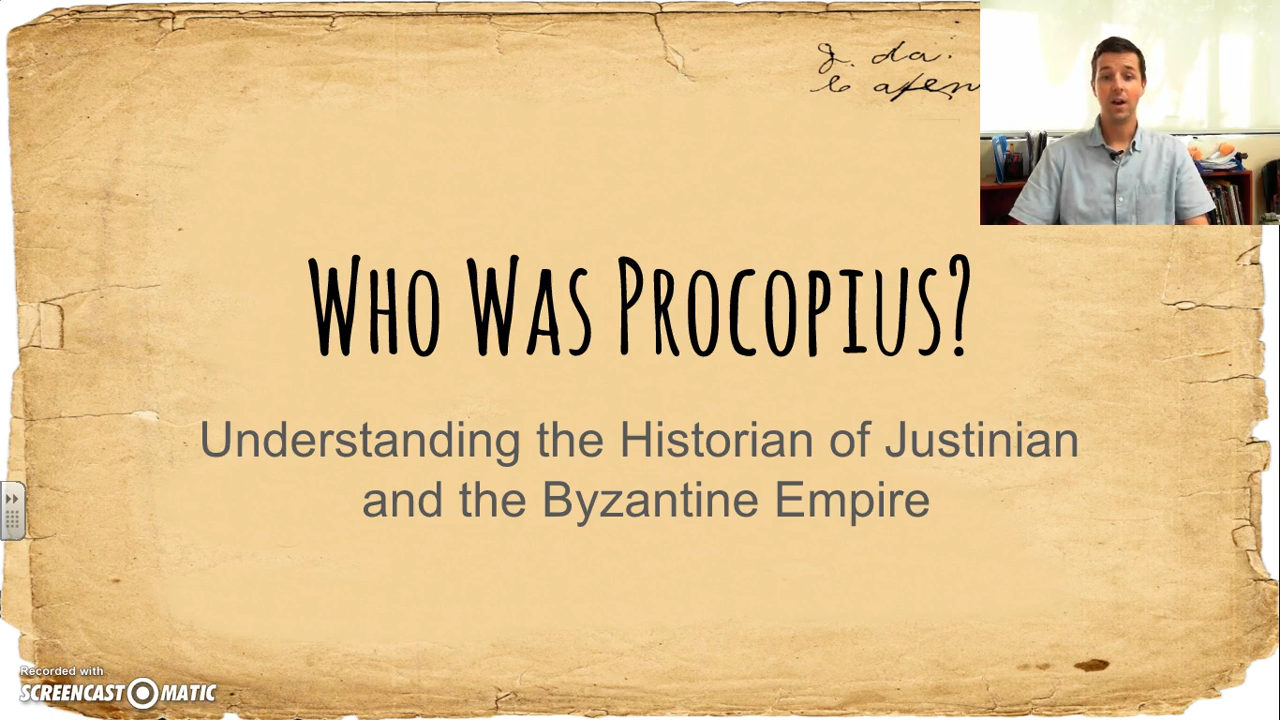 Who Was Procopius?
Understanding the Historian of Justinian
and the Byzantine Empire
Recorded with
SCREENCAST MATIC